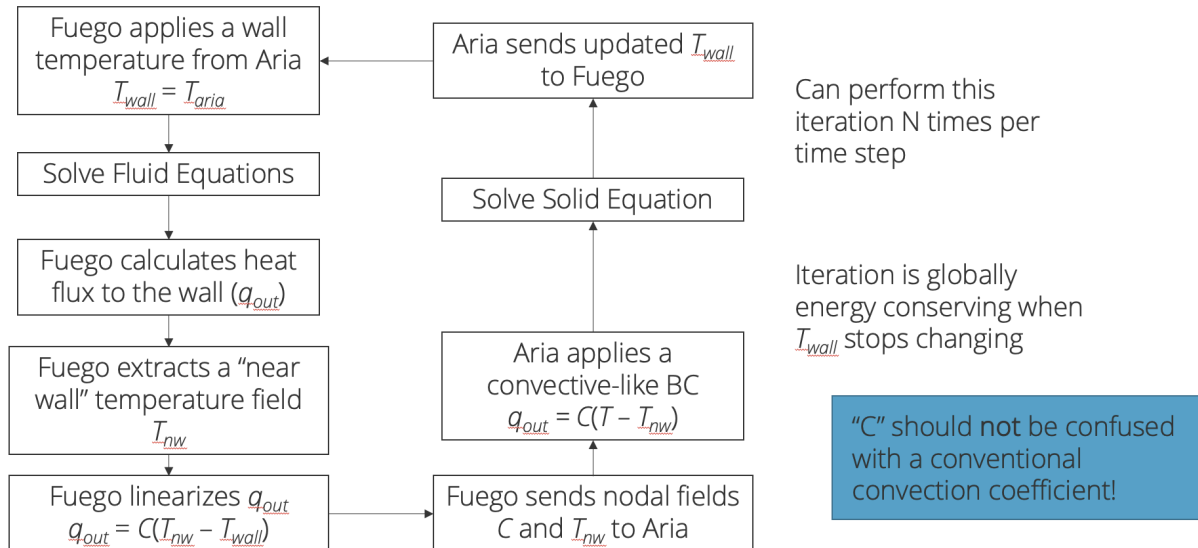 Fuego applies a wall
temperature from Aria
T_wall = T_aria
Solve Fluid Equations
Fuego calculates heat
flux to the wall (q_out)
Fuego extracts a “near
wall” temperature field
T_nw
Fuego linearizes q_out
q_out = C(T_nw – T_wall)
Fuego sends nodal fields
C and T_nw to Aria
Aria applies a
convective-like BC
q_out = C(T – T_nw)
Solve Solid Equation
Aria sends updated T_wall
to Fuego
Can perform this
iteration N times per
time step
Iteration is globally
energy conserving when
T_wall stops changing
“C” should not be confused
with a conventional
convection coefficient!